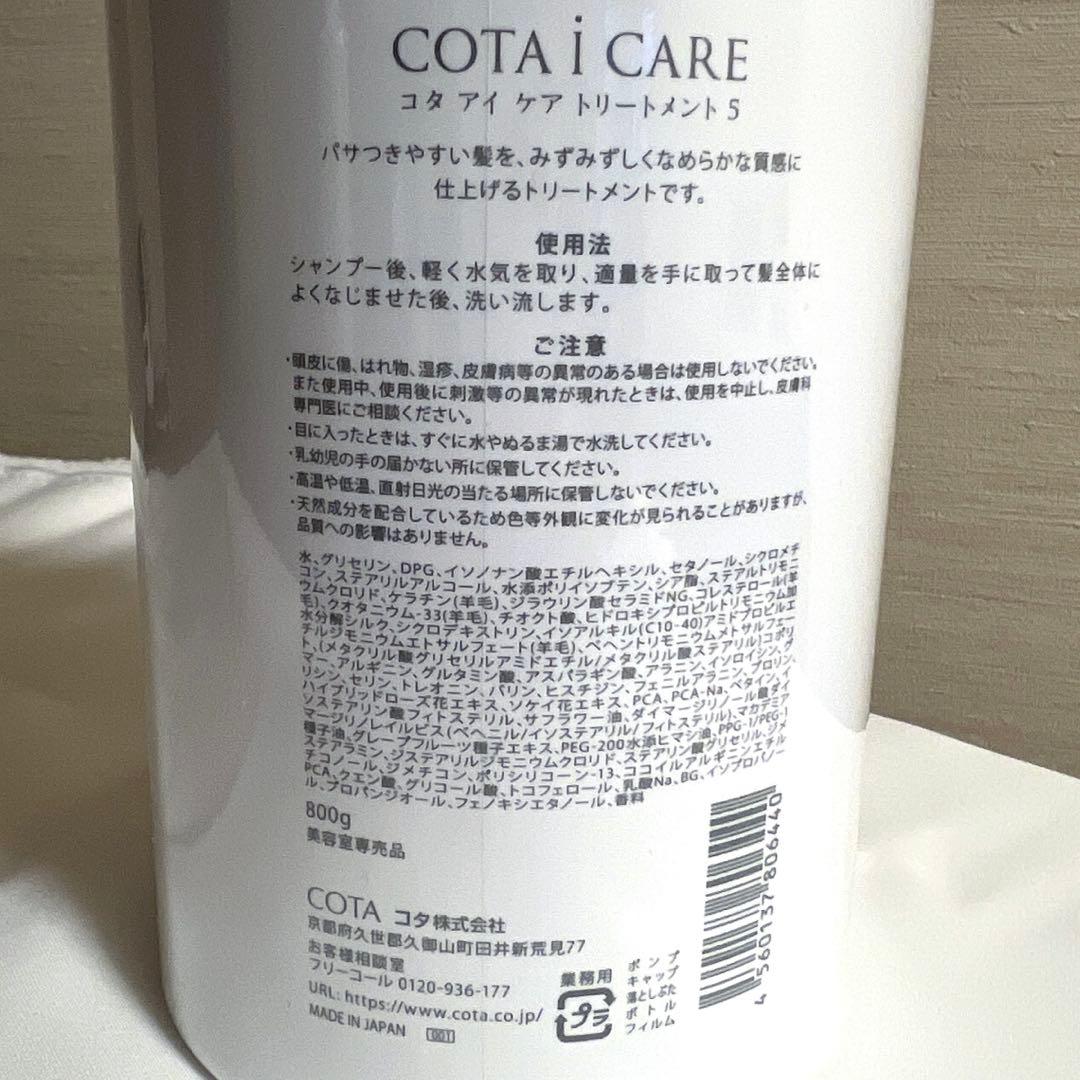 COTA i CARE
コタ アイ ケア トリートメント 5
パサつきやすい髪を、みずみずしくなめらかな質感に
仕上げるトリートメントです。
使用法
シャンプー後、軽く水気を取り、適量を手に取って髪全体に
よくなじませた後、洗い流します。
ご注意
・頭皮に傷、はれ物、湿疹、皮膚病等の異常のある場合は使用しないでください。
また使用中、使用後に刺激等の異常が現れたときは、使用を中止し、皮膚科
専門医にご相談ください。
・目に入ったときは、すぐに水やぬるま湯で水洗してください。
・乳幼児の手の届かない所に保管してください。
・高温や低温、直射日光の当たる場所に保管しないでください。
・天然成分を配合しているため色等外観に変化が見られることがありますが、
品質への影響はありません。
水、グリセリン、DPG、イソノナン酸エチルヘキシル、セタノール、シクロメチ
コン、ステアリルアルコール、水添ポリイソブテン、シア脂、ステアルトリモニ
ウムクロリド、ケラチン(羊毛)、ジラウリン酸セラミドNG、コレステロール(羊
毛)、クオタニウム-33(羊毛)、チオクト酸、ヒドロキシプロピルトリモニウム加
水分解シルク、シクロデキストリン、イソアルキル(C10-40)アミドプロピルエ
チルジモニウムエトサルフェート(羊毛)、ベヘントリモニウムメトサルフェー
ト、(メタクリル酸グリセリルアミドエチル/メタクリル酸ステアリル)コポリ
マー、アルギニン、グルタミン酸、アスパラギン酸、アラニン、イソロイシン、グ
リシン、セリン、トレオニン、バリン、ヒスチジン、フェニルアラニン、プロリン、
ハイブリッドローズ花エキス、ソケイ花エキス、PCA、PCA-Na、ベタイン、イ
ソステアリン酸フィトステリル、サフラワー油、ダイマージリノール酸ダイ
マージリノレイルビス(ベヘニル/イソステアリル/フィトステリル)、マカデミア
種子油、グレープフルーツ種子エキス、PEG-200水添ヒマシ油、PPG-1/PEG-1
ステアラミン、ジステアリルジモニウムクロリド、ステアリン酸グリセリル、ジメ
チコノール、ジメチコン、ポリシリコーン-13、ココイルアルギニンエチル
PCA、クエン酸、グリコール酸、トコフェロール、乳酸Na、BG、イソプロパノー
ル、プロパンジオール、フェノキシエタノール、香料
800g
美容室専売品
COTA コタ株式会社
京都府久世郡久御山町田井新荒見77
お客様相談室
フリーコール 0120-936-177
URL: https://www.cota.co.jp/
MADE IN JAPAN 001
業務用
プラ
ポンプ
キャップ
落としぶた
ボトル
フィルム
4 560137 806440